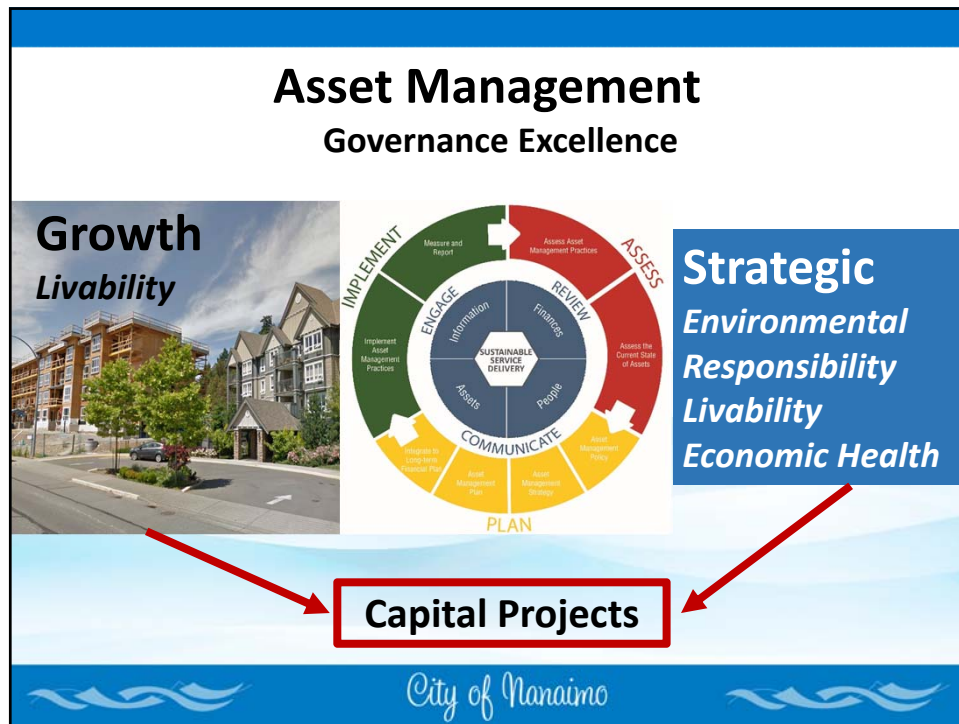 Asset Management
Governance Excellence
Growth
Livability
IMPLEMENT
Measure and
Report
Implement
Asset
Management
Practices
ASSESS
Assess Asset
Management Practices
Assess the
Current State
of Assets
ENGAGE
REVIEW
COMMUNICATE
Information
Finances
Assets
People
SUSTAINABLE
SERVICE
DELIVERY
Integrate to
Long-term
Financial Plan
Asset
Management
Plan
Asset
Management
Strategy
Asset
Management
Policy
PLAN
Strategic
Environmental
Responsibility
Livability
Economic Health
Capital Projects
City of Nanaimo